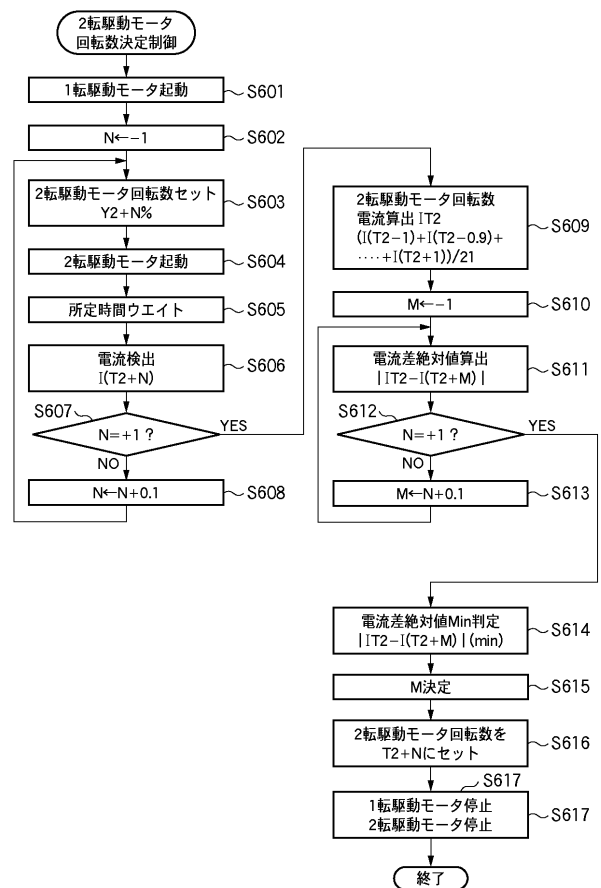 2転駆動モータ
回転数決定制御
1転駆動モータ起動
S601
N←−1
S602
2転駆動モータ回転数セット
Y2+N%
S603
2転駆動モータ起動
S604
所定時間ウエイト
S605
電流検出
I(T2+N)
S606
S607
N=+1?
YES
NO
N←N+0.1
S608
2転駆動モータ回転数
電流算出 IT2
(I(T2−1)+I(T2−0.9)+
‥‥+I(T2+1))/21
S609
M←−1
S610
電流差絶対値算出
|IT2−I(T2+M)|
S611
S612
N=+1?
YES
NO
M←N+0.1
S613
電流差絶対値Min判定
|IT2−I(T2+M)|(min)
S614
M決定
S615
2転駆動モータ回転数を
T2+Nにセット
S616
S617
1転駆動モータ停止
2転駆動モータ停止
S617
終了